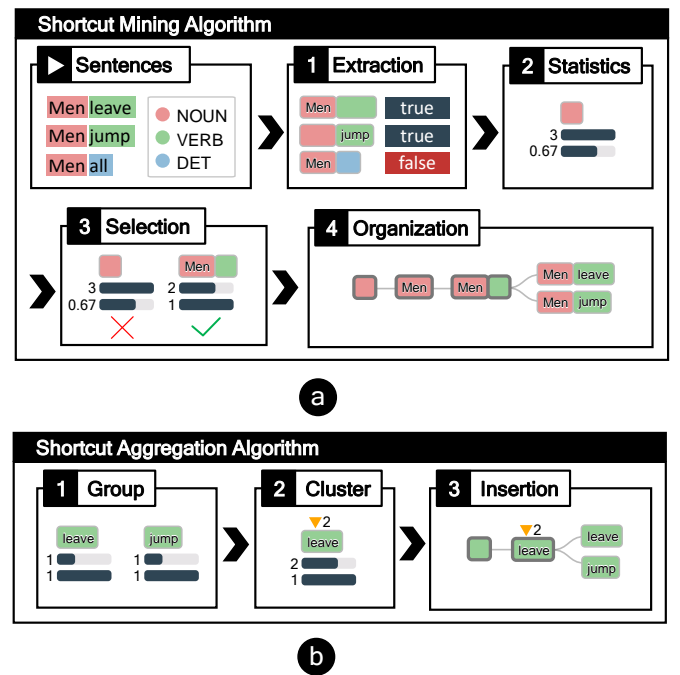 Shortcut Mining Algorithm
Sentences
Men leave
Men jump
Men all
NOUN
VERB
DET
1 Extraction
Men true
jump true
Men false
2 Statistics
3
0.67
3 Selection
3
0.67
Men
2
1
4 Organization
Men
Men
Men leave
Men jump
a
Shortcut Aggregation Algorithm
1 Group
leave
1
1
jump
1
1
2 Cluster
2
leave
2
1
3 Insertion
2
leave
leave
jump
b